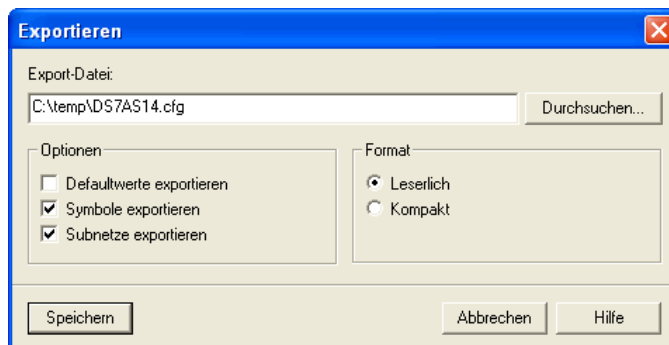 Exportieren
Export-Datei:
C:\temp\DS7AS14.cfg
Durchsuchen...
Optionen
Defaultwerte exportieren
Symbole exportieren
Subnetze exportieren
Format
Leserlich
Kompakt
Speichern
Abbrechen
Hilfe